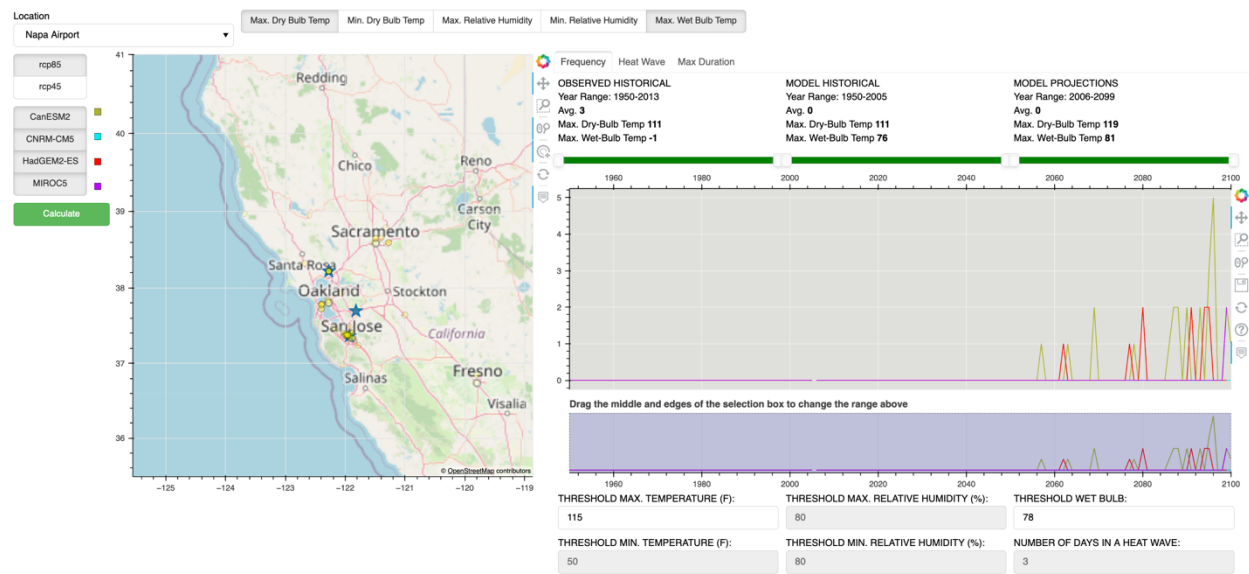 Location
Napa Airport
Max. Dry Bulb Temp Min. Dry Bulb Temp Max. Relative Humidity Min. Relative Humidity Max. Wet Bulb Temp
rcp85
rcp45
CanESM2
CNRM-CM5
HadGEM2-ES
MIROC5
Calculate
41
40
39
38
37
36
−125 −124 −123 −122 −121 −120 −119
Redding
Chico
Reno
Carson
City
Sacramento
Santa Rosa
Oakland
Stockton
San Jose
California
Salinas
Fresno
Visalia
© OpenStreetMap contributors
Frequency Heat Wave Max Duration
OBSERVED HISTORICAL
Year Range: 1950-2013
Avg. 3
Max. Dry-Bulb Temp 111
Max. Wet-Bulb Temp -1
MODEL HISTORICAL
Year Range: 1950-2005
Avg. 0
Max. Dry-Bulb Temp 111
Max. Wet-Bulb Temp 76
MODEL PROJECTIONS
Year Range: 2006-2099
Avg. 0
Max. Dry-Bulb Temp 119
Max. Wet-Bulb Temp 81
1960 1980 2000 2020 2040 2060 2080 2100
5
4
3
2
1
0
Drag the middle and edges of the selection box to change the range above
1960 1980 2000 2020 2040 2060 2080 2100
THRESHOLD MAX. TEMPERATURE (F): THRESHOLD MAX. RELATIVE HUMIDITY (%): THRESHOLD WET BULB:
115 80 78
THRESHOLD MIN. TEMPERATURE (F): THRESHOLD MIN. RELATIVE HUMIDITY (%): NUMBER OF DAYS IN A HEAT WAVE:
50 80 3